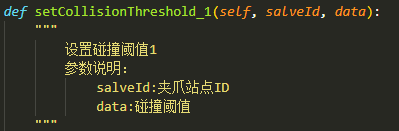 def setCollisionThreshold_1(self, salveId, data):
"""
设置碰撞阈值1
参数说明：
salveId:夹爪站点ID
data:碰撞阈值
"""